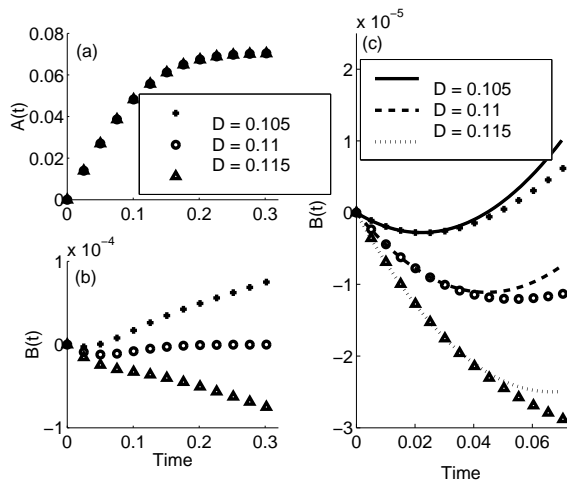 (a)
A(t)
0.08
0.06
0.04
0.02
0.00
0 0.1 0.2 0.3
D = 0.105
D = 0.11
D = 0.115
x 10⁻⁴
(b)
B(t)
1
0
−1
0 0.1 0.2 0.3
Time
x 10⁻⁵
(c)
B(t)
2
1
0
−1
−2
−3
0 0.02 0.04 0.06
Time
D = 0.105
D = 0.11
D = 0.115